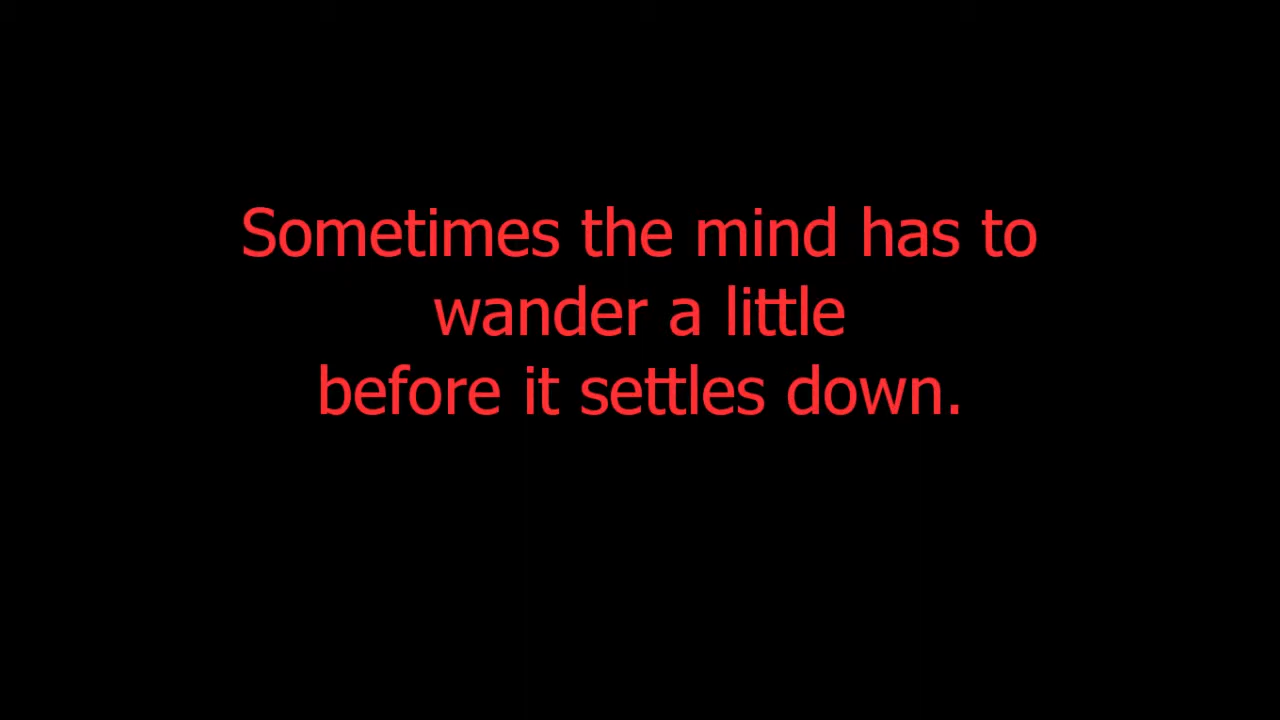 Sometimes the mind has to
wander a little
before it settles down.